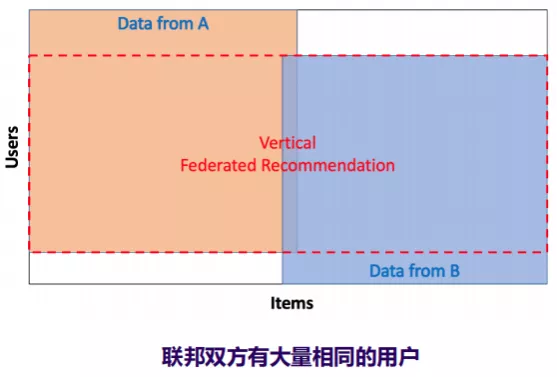 Data from A
Users
Vertical
Federated Recommendation
Data from B
Items
联邦双方有大量相同的用户